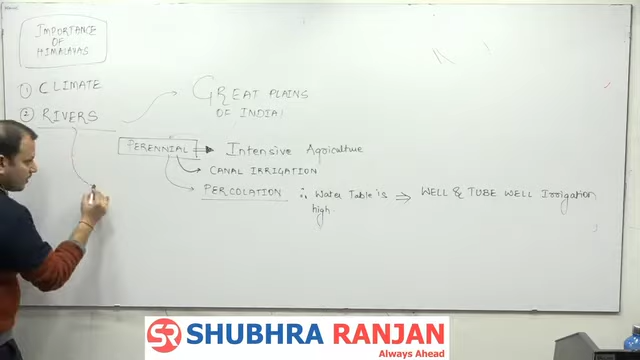 IMPORTANCE
OF
HIMALAYAS
① CLIMATE
② RIVERS
GREAT PLAINS
OF INDIA
PERENNIAL
Intensive Agriculture
CANAL IRRIGATION
PERCOLATION
∴ Water Table is
high.
WELL & TUBE WELL Irrigation
SR SHUBHRA RANJAN
Always Ahead